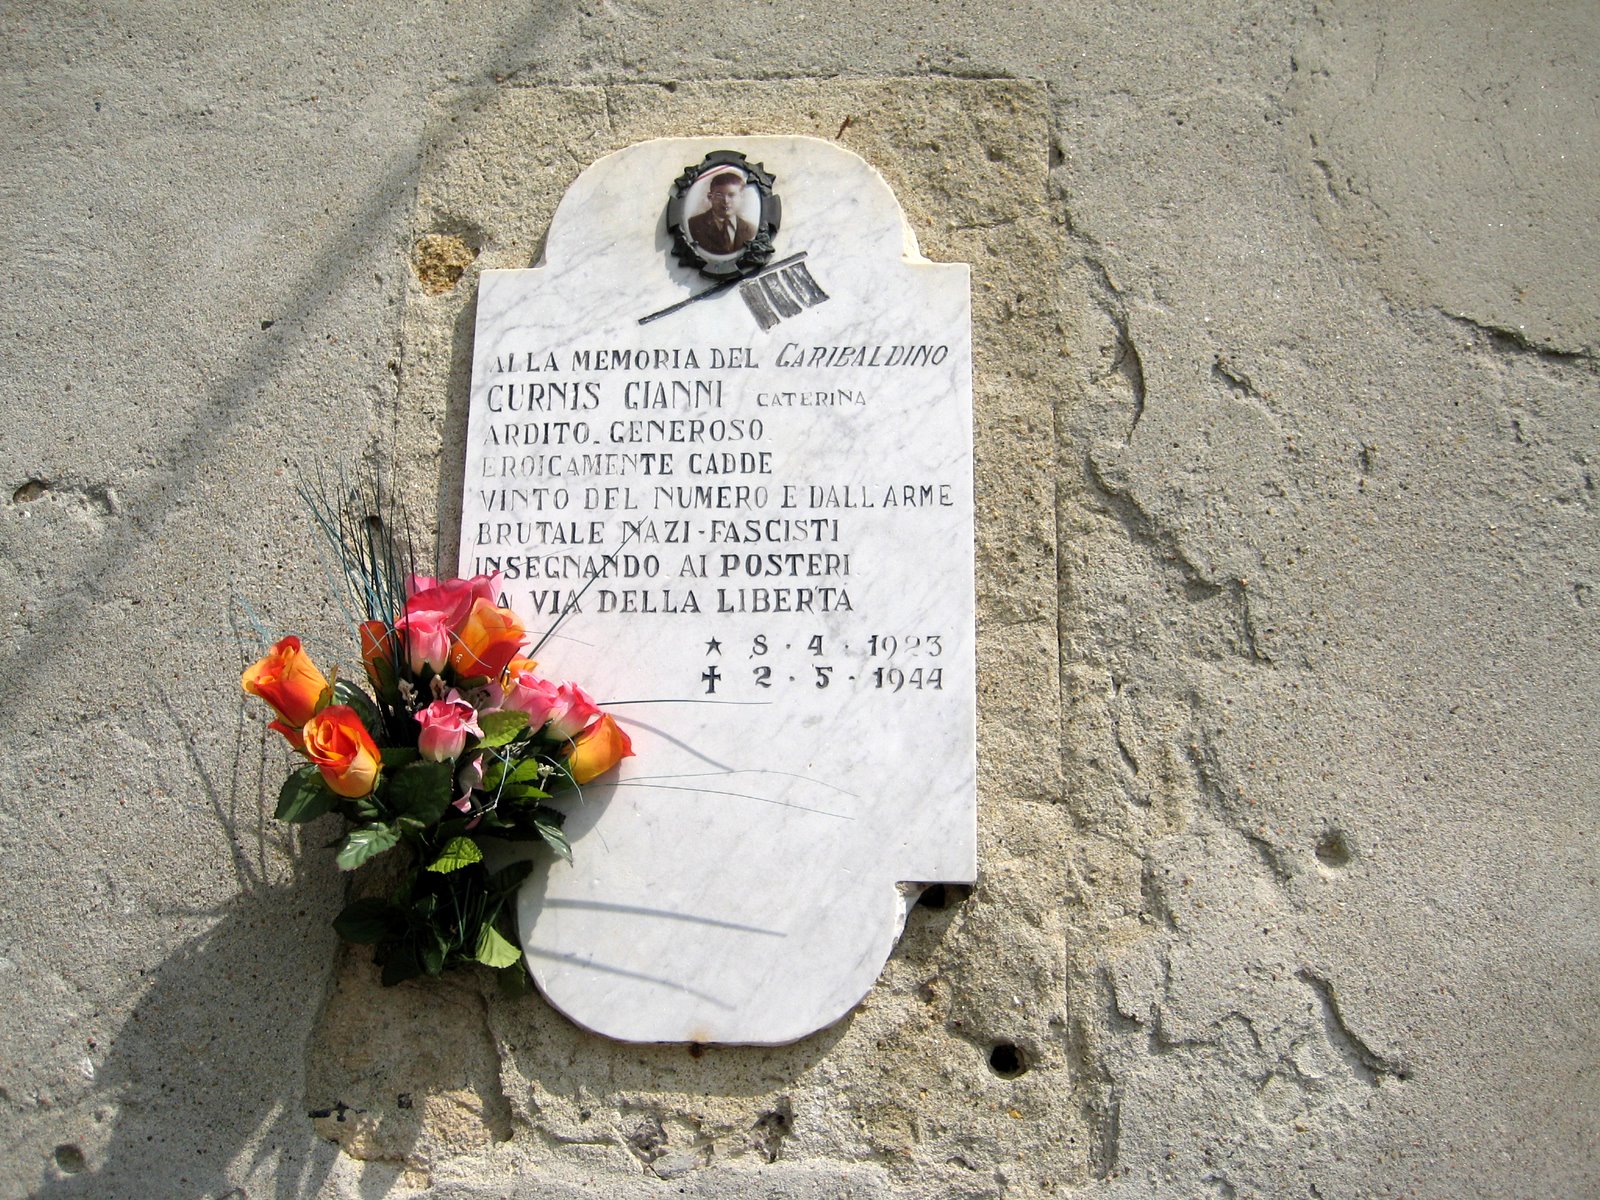 ALLA MEMORIA DEL GARIBALDINO
CURNIS GIANNI CATERINA
ARDITO. GENEROSO
EROICAMENTE CADDE
VINTO DEL NUMERO E DALL ARME
BRUTALE NAZI-FASCISTI
INSEGNANDO AI POSTERI
LA VIA DELLA LIBERTÀ
★ 8·4·1923
✝ 2·5·1944